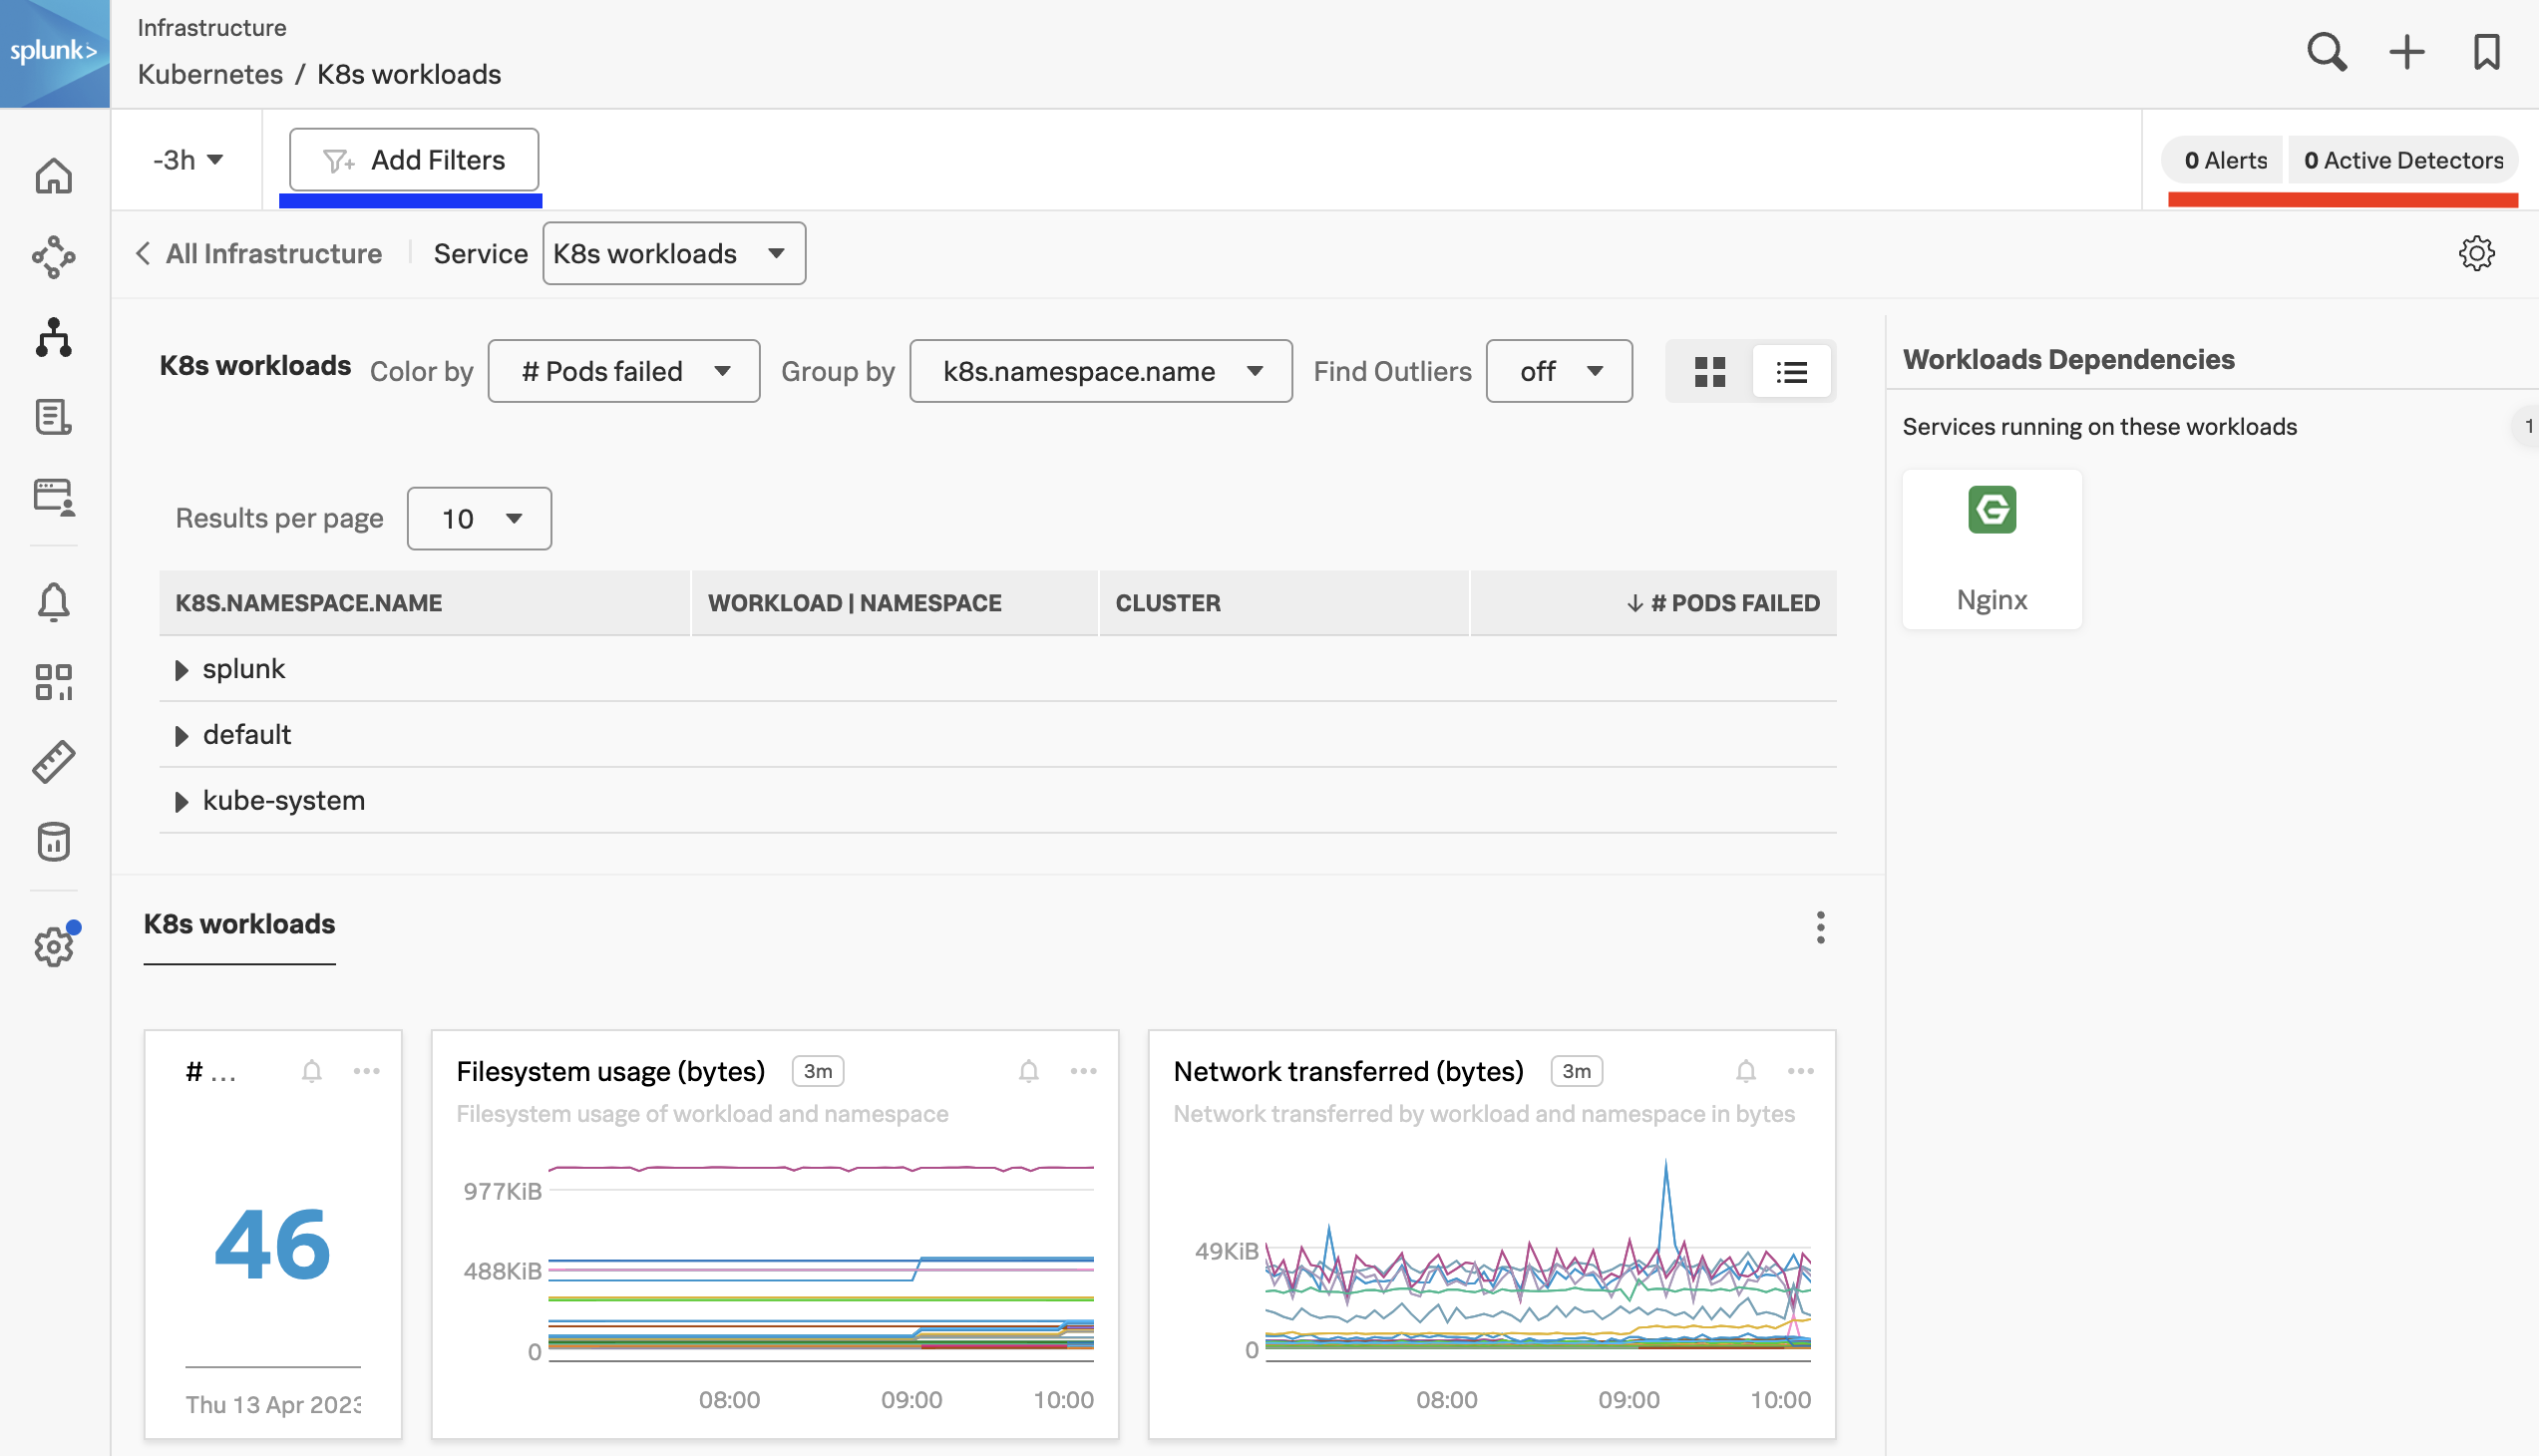 splunk>
Infrastructure
Kubernetes / K8s workloads
-3h
Add Filters
0 Alerts
0 Active Detectors
All Infrastructure
Service
K8s workloads
K8s workloads
Color by
# Pods failed
Group by
k8s.namespace.name
Find Outliers
off
Results per page
10
K8S.NAMESPACE.NAME
WORKLOAD | NAMESPACE
CLUSTER
↓ # PODS FAILED
splunk
default
kube-system
Workloads Dependencies
Services running on these workloads
1
Nginx
K8s workloads
# ...
46
Thu 13 Apr 2023
Filesystem usage (bytes)
3m
Filesystem usage of workload and namespace
977KiB
488KiB
0
08:00
09:00
10:00
Network transferred (bytes)
3m
Network transferred by workload and namespace in bytes
49KiB
0
08:00
09:00
10:00